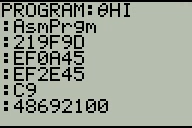 PROGRAM:θHI
:AsmPrgm
:219F9D
:EF0A45
:EF2E45
:C9
:48692100